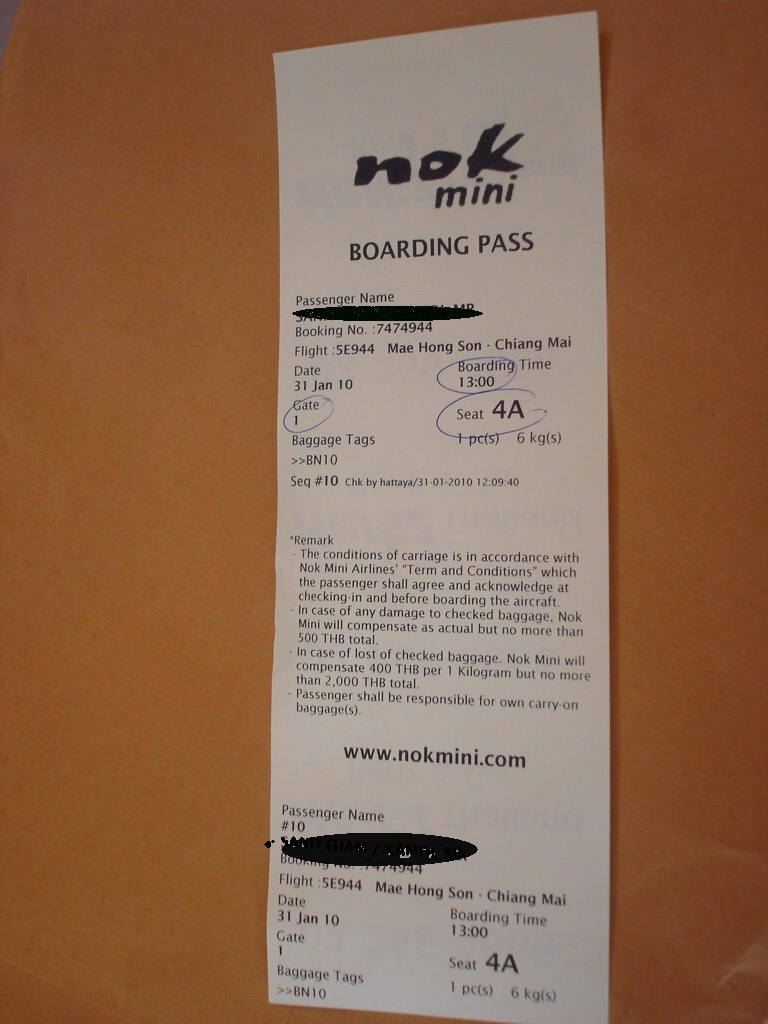 nok
mini
BOARDING PASS
Passenger Name
MR
Booking No. :7474944
Flight :5E944 Mae Hong Son - Chiang Mai
Date Boarding Time
31 Jan 10 13:00
Gate Seat 4A
1
Baggage Tags 1 pc(s) 6 kg(s)
>>BN10
Seq #10 Chk by hattaya/31-01-2010 12:09:40
*Remark
- The conditions of carriage is in accordance with
Nok Mini Airlines' "Term and Conditions" which
the passenger shall agree and acknowledge at
checking-in and before boarding the aircraft.
- In case of any damage to checked baggage, Nok
Mini will compensate as actual but no more than
500 THB total.
- In case of lost of checked baggage. Nok Mini will
compensate 400 THB per 1 Kilogram but no more
than 2,000 THB total.
- Passenger shall be responsible for own carry-on
baggage(s).
www.nokmini.com
Passenger Name
#10
Booking No. :7474944
Flight :5E944 Mae Hong Son - Chiang Mai
Date Boarding Time
31 Jan 10 13:00
Gate Seat 4A
1
Baggage Tags 1 pc(s) 6 kg(s)
>>BN10